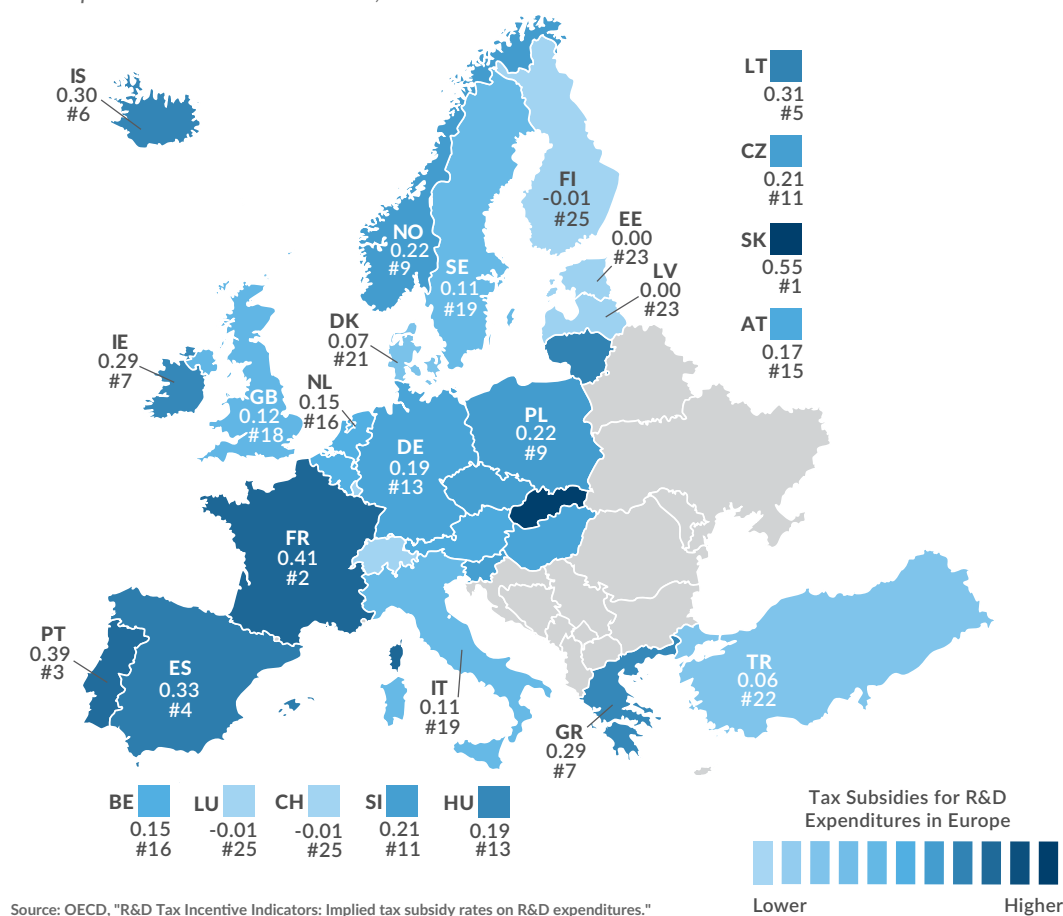 IS
0.30
#6
LT
0.31
#5
CZ
0.21
#11
SK
0.55
#1
AT
0.17
#15
FI
-0.01
#25
EE
0.00
#23
LV
0.00
#23
NO
0.22
#9
SE
0.11
#19
DK
0.07
#21
IE
0.29
#7
GB
0.12
#18
NL
0.15
#16
DE
0.19
#13
PL
0.22
#9
FR
0.41
#2
PT
0.39
#3
ES
0.33
#4
IT
0.11
#19
GR
0.29
#7
TR
0.06
#22
BE
0.15
#16
LU
-0.01
#25
CH
-0.01
#25
SI
0.21
#11
HU
0.19
#13
Tax Subsidies for R&D
Expenditures in Europe
Lower
Higher
Source: OECD, "R&D Tax Incentive Indicators: Implied tax subsidy rates on R&D expenditures."